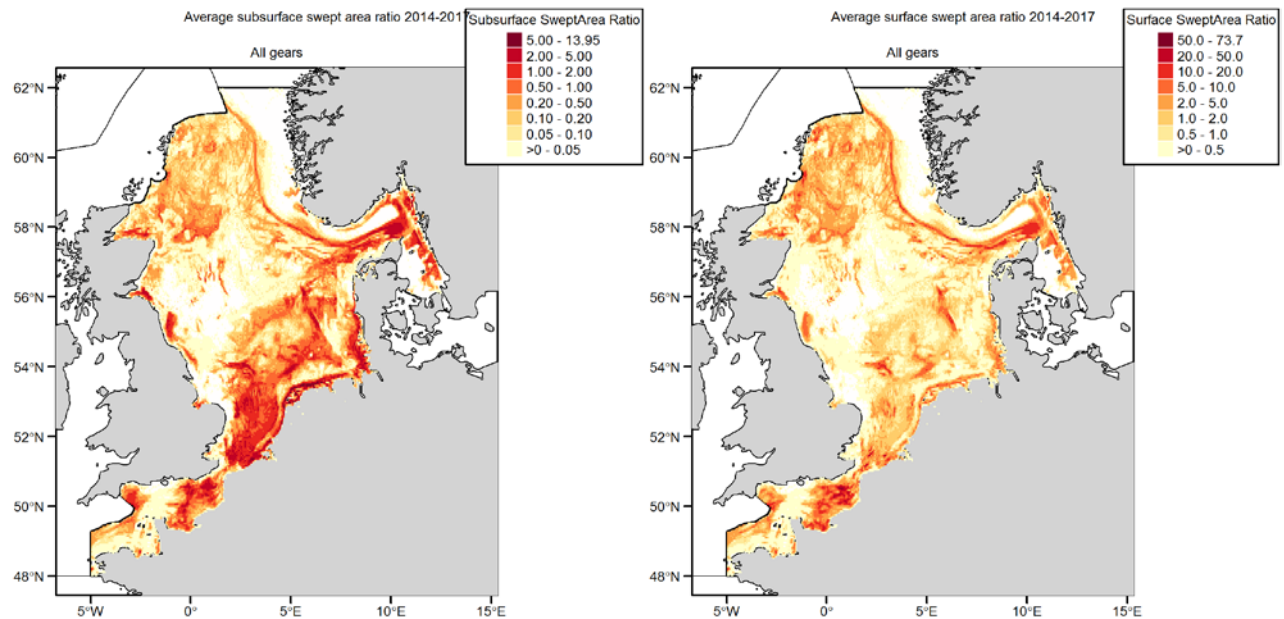 Average subsurface swept area ratio 2014-201
Subsurface SweptArea Ratio
5.00 - 13.95
2.00 - 5.00
1.00 - 2.00
0.50 - 1.00
0.20 - 0.50
0.10 - 0.20
0.05 - 0.10
>0 - 0.05
All gears
62°N
60°N
58°N
56°N
54°N
52°N
50°N
48°N
5°W
0°
5°E
10°E
15°E
Average surface swept area ratio 2014-2017
Surface SweptArea Ratio
50.0 - 73.7
20.0 - 50.0
10.0 - 20.0
5.0 - 10.0
2.0 - 5.0
1.0 - 2.0
0.5 - 1.0
>0 - 0.5
All gears
62°N
60°N
58°N
56°N
54°N
52°N
50°N
48°N
5°W
0°
5°E
10°E
15°E